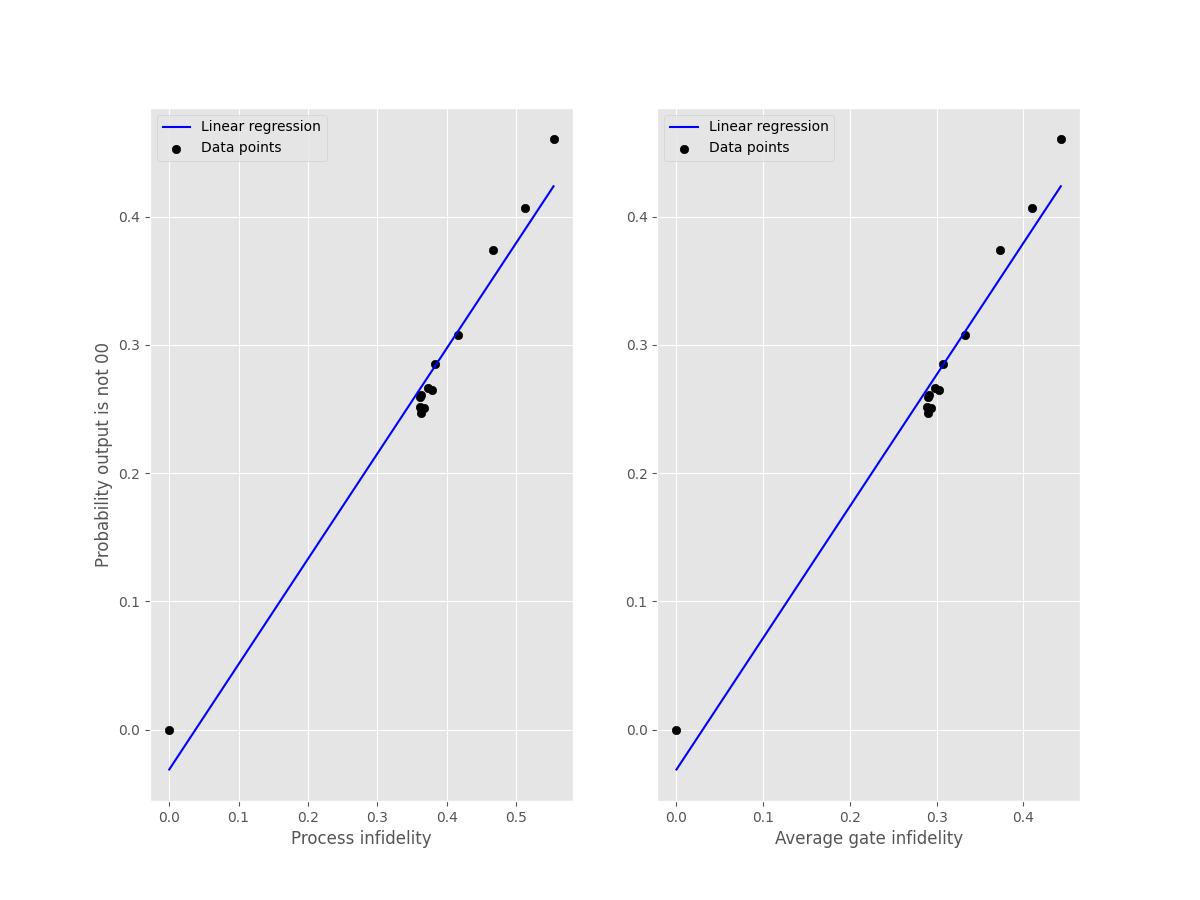 Linear regression
Data points
0.4
0.3
0.2
0.1
0.0
Probability output is not 00
0.0 0.1 0.2 0.3 0.4 0.5
Process infidelity
Linear regression
Data points
0.4
0.3
0.2
0.1
0.0
0.0 0.1 0.2 0.3 0.4
Average gate infidelity